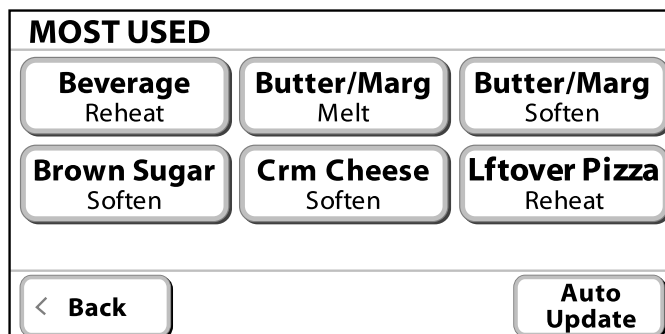 MOST USED
Beverage
Reheat
Butter/Marg
Melt
Butter/Marg
Soften
Brown Sugar
Soften
Crm Cheese
Soften
Lftover Pizza
Reheat
< Back
Auto
Update